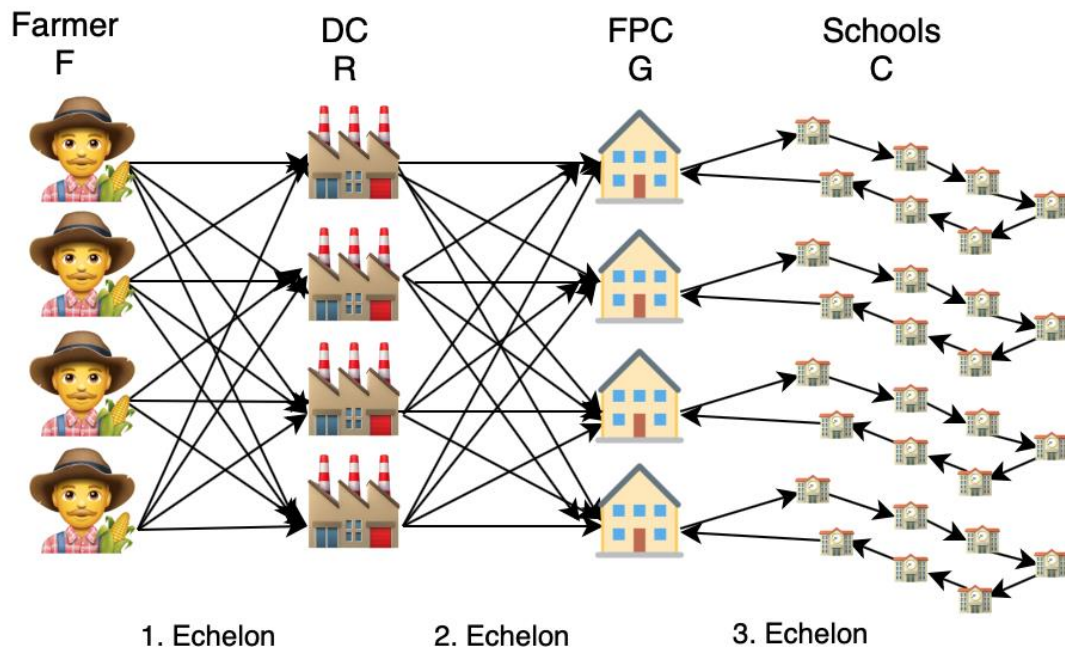 Farmer
F
DC
R
FPC
G
Schools
C
1. Echelon
2. Echelon
3. Echelon